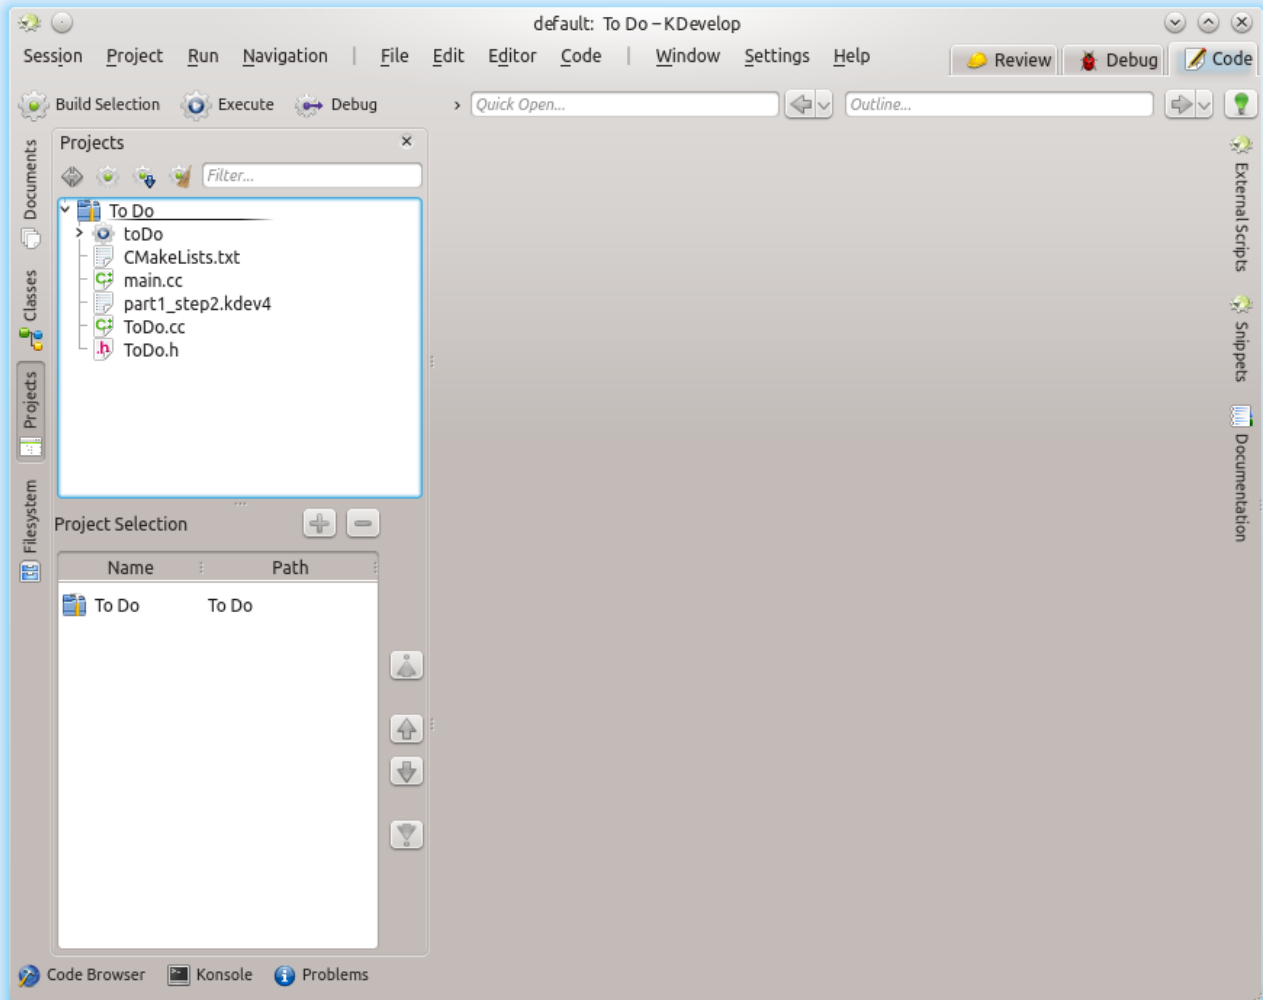 default: To Do – KDevelop
Session Project Run Navigation | File Edit Editor Code | Window Settings Help Review Debug Code
Build Selection Execute Debug > Quick Open... Outline...
Documents
Classes
Projects
Filesystem
Projects
Filter...
To Do
toDo
CMakeLists.txt
main.cc
part1_step2.kdev4
ToDo.cc
ToDo.h
Project Selection
Name Path
To Do To Do
External Scripts
Snippets
Documentation
Code Browser Konsole Problems